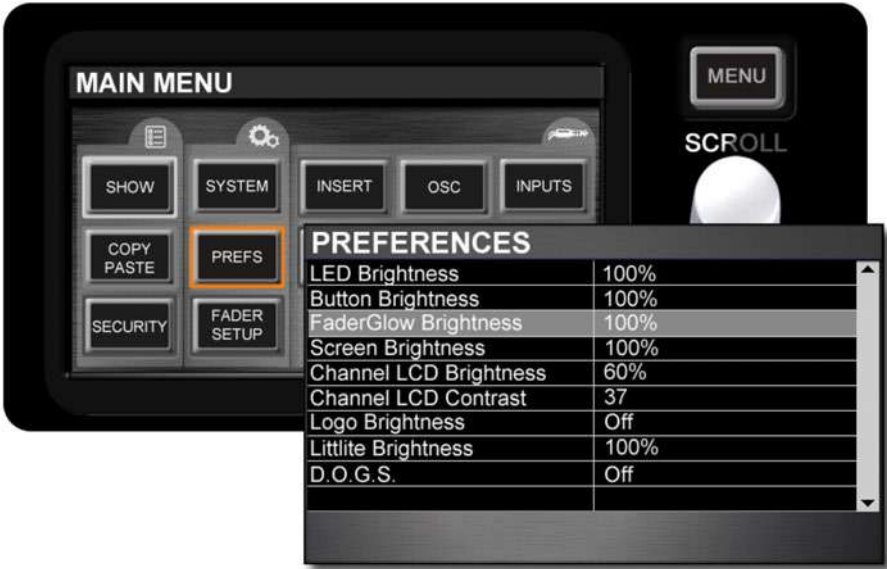 MAIN MENU
MENU
SCROLL
SHOW
SYSTEM
INSERT
OSC
INPUTS
COPY
PASTE
PREFS
SECURITY
FADER
SETUP
PREFERENCES
LED Brightness 100%
Button Brightness 100%
FaderGlow Brightness 100%
Screen Brightness 100%
Channel LCD Brightness 60%
Channel LCD Contrast 37
Logo Brightness Off
Littlite Brightness 100%
D.O.G.S. Off